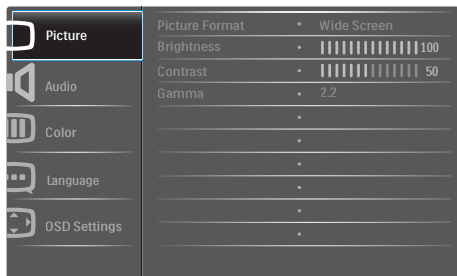 Picture
Audio
Color
Language
OSD Settings
Picture Format • Wide Screen
Brightness • 100
Contrast • 50
Gamma • 2.2